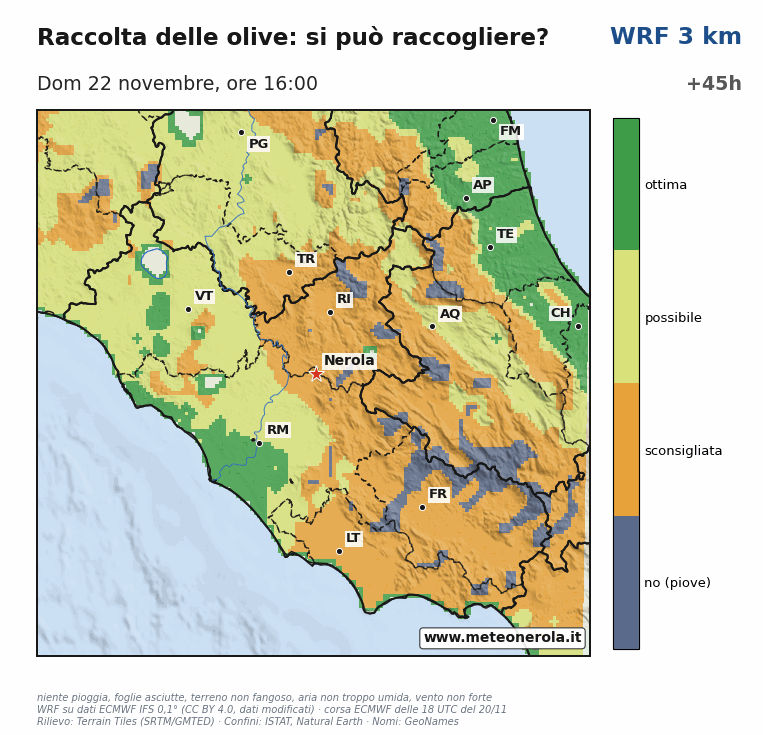 Raccolta delle olive: si può raccogliere?
WRF 3 km
Dom 22 novembre, ore 16:00
+45h
FM
PG
AP
TE
TR
VT
RI
AQ
CH
Nerola
RM
FR
LT
www.meteonerola.it
ottima
possibile
sconsigliata
no (piove)
niente pioggia, foglie asciutte, terreno non fangoso, aria non troppo umida, vento non forte
WRF su dati ECMWF IFS 0,1° (CC BY 4.0, dati modificati) · corsa ECMWF delle 18 UTC del 20/11
Rilievo: Terrain Tiles (SRTM/GMTED) · Confini: ISTAT, Natural Earth · Nomi: GeoNames